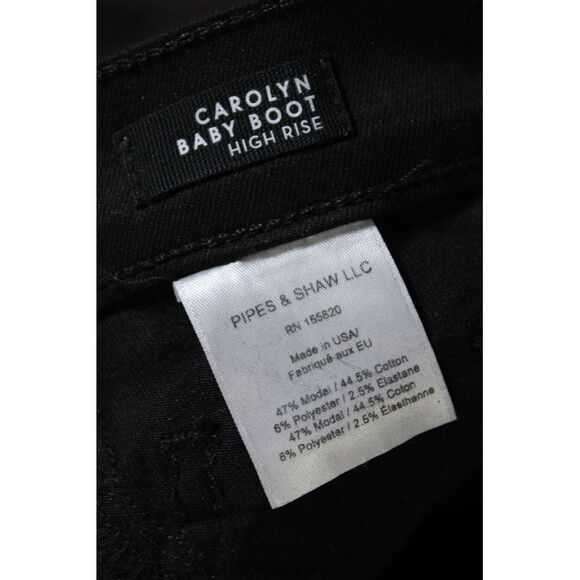 CAROLYN
BABY BOOT
HIGH RISE
PIPES & SHAW LLC
RN 155820
Made in USA/
Fabriqué aux EU
47% Modal / 44.5% Cotton
6% Polyester / 2.5% Elastane
47% Modal / 44.5% Coton
6% Polyester / 2.5% Élasthanne